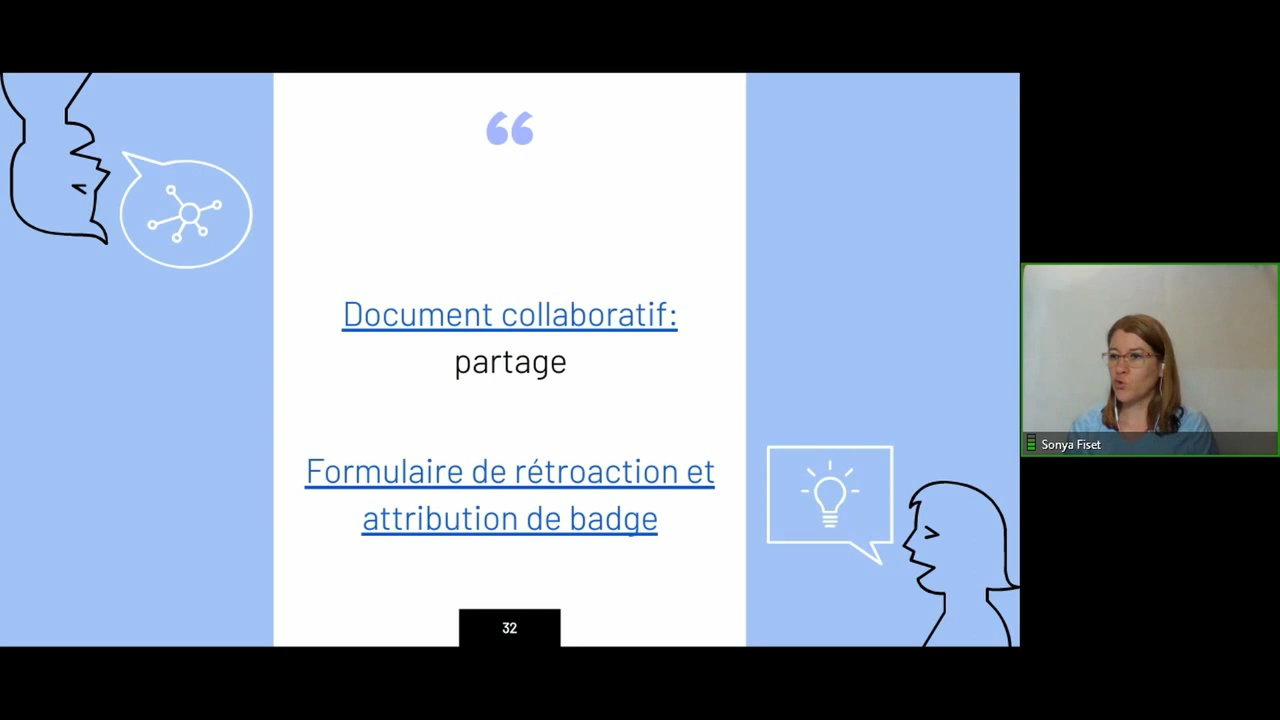 “
Document collaboratif:
partage
Formulaire de rétroaction et
attribution de badge
32
Sonya Fiset